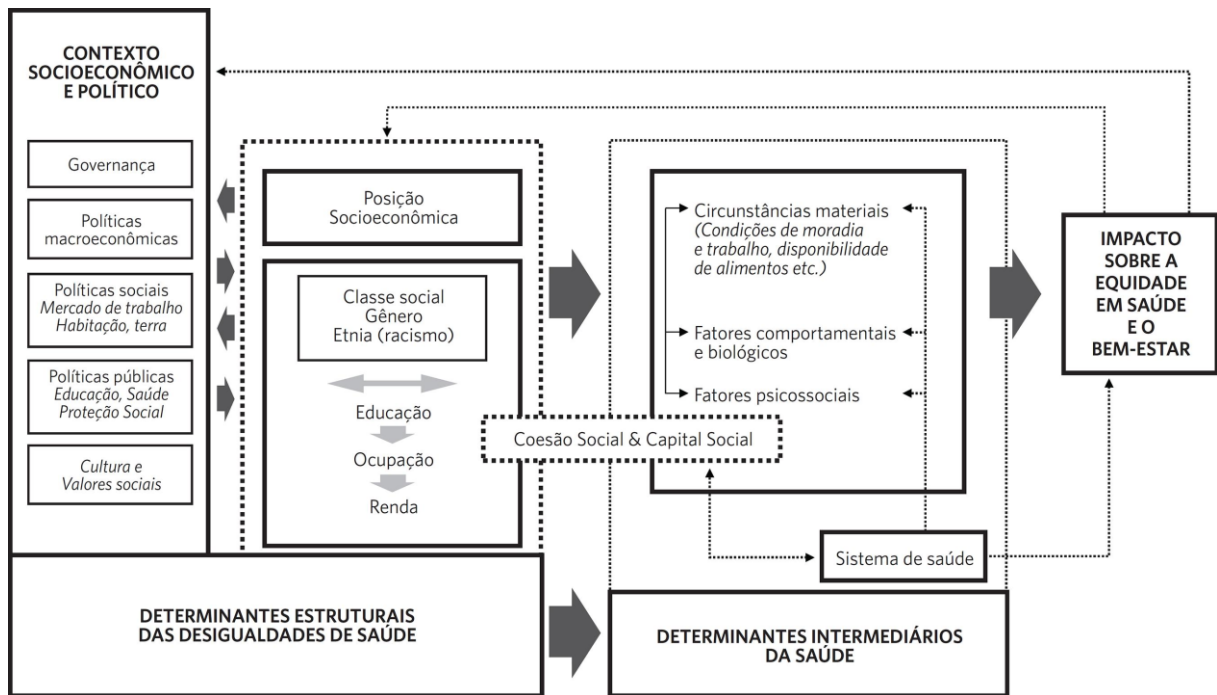 CONTEXTO
SOCIOECONÔMICO
E POLÍTICO
Governança
Políticas
macroeconômicas
Políticas sociais
Mercado de trabalho
Habitação, terra
Políticas públicas
Educação, Saúde
Proteção Social
Cultura e
Valores sociais
Posição
Socioeconômica
Classe social
Gênero
Etnia (racismo)
Educação
Ocupação
Renda
Coesão Social & Capital Social
Circunstâncias materiais
(Condições de moradia
e trabalho, disponibilidade
de alimentos etc.)
Fatores comportamentais
e biológicos
Fatores psicossociais
Sistema de saúde
IMPACTO
SOBRE A
EQUIDADE
EM SAÚDE
E O
BEM-ESTAR
DETERMINANTES ESTRUTURAIS
DAS DESIGUALDADES DE SAÚDE
DETERMINANTES INTERMEDIÁRIOS
DA SAÚDE